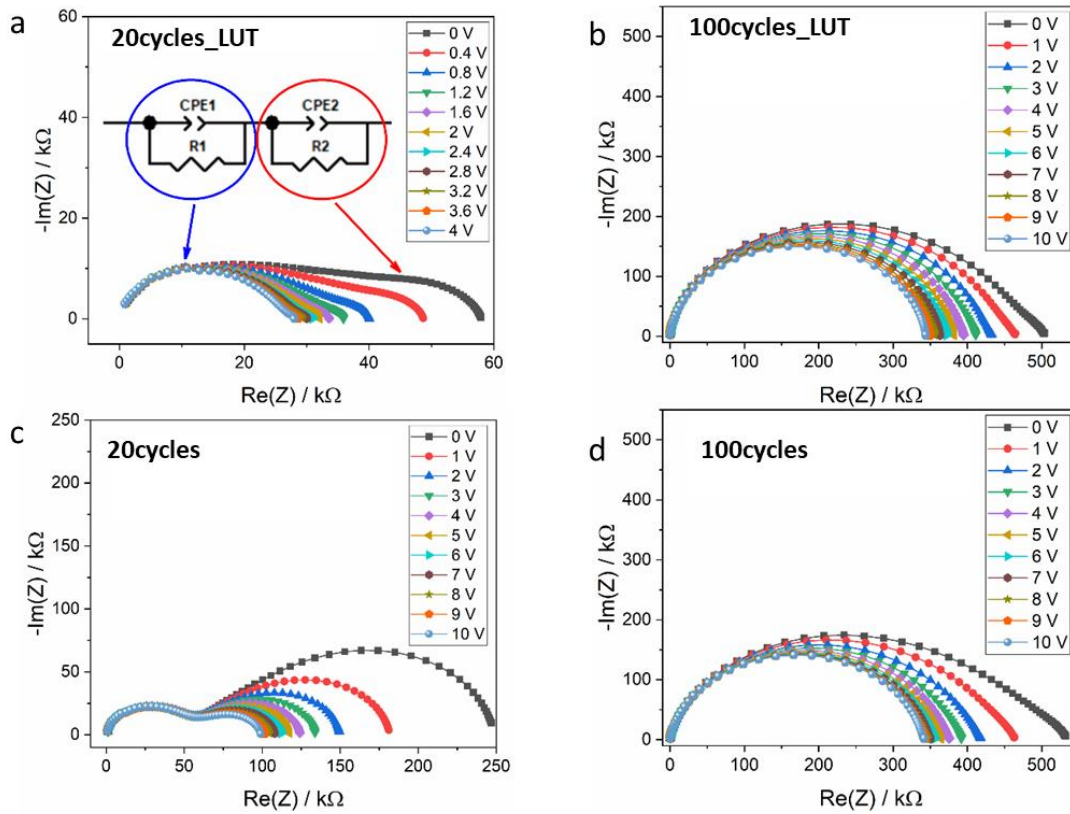 a
20cycles_LUT
-Im(Z) / kΩ
60
40
20
0
CPE1
R1
CPE2
R2
0 V
0.4 V
0.8 V
1.2 V
1.6 V
2 V
2.4 V
2.8 V
3.2 V
3.6 V
4 V
0 20 40 60
Re(Z) / kΩ
b
100cycles_LUT
-Im(Z) / kΩ
500
400
300
200
100
0
0 V
1 V
2 V
3 V
4 V
5 V
6 V
7 V
8 V
9 V
10 V
0 100 200 300 400 500
Re(Z) / kΩ
c
20cycles
-Im(Z) / kΩ
250
200
150
100
50
0
0 V
1 V
2 V
3 V
4 V
5 V
6 V
7 V
8 V
9 V
10 V
0 50 100 150 200 250
Re(Z) / kΩ
d
100cycles
-Im(Z) / kΩ
500
400
300
200
100
0
0 V
1 V
2 V
3 V
4 V
5 V
6 V
7 V
8 V
9 V
10 V
0 100 200 300 400 500
Re(Z) / kΩ